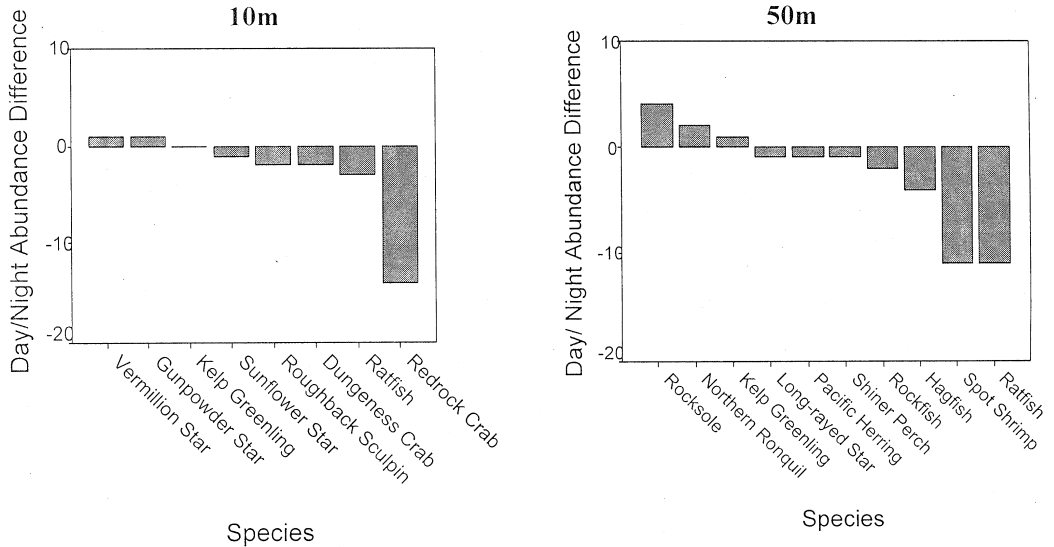 10m
Day/Night Abundance Difference
10
0
-10
-20
Vermillion Star
Gunpowder Star
Kelp Greenling
Sunflower Star
Roughback Sculpin
Dungeness Crab
Ratfish
Redrock Crab
Species
50m
Day/ Night Abundance Difference
10
0
-10
-20
Rocksole
Northern Ronquil
Kelp Greenling
Long-rayed Star
Pacific Herring
Shiner Perch
Rockfish
Hagfish
Spot Shrimp
Ratfish
Species